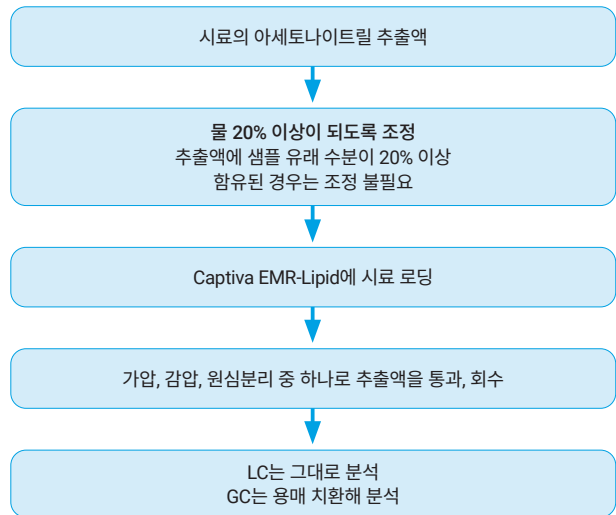 시료의 아세토나이트릴 추출액
물 20% 이상이 되도록 조정
추출액에 샘플 유래 수분이 20% 이상
함유된 경우는 조정 불필요
Captiva EMR-Lipid에 시료 로딩
가압, 감압, 원심분리 중 하나로 추출액을 통과, 회수
LC는 그대로 분석
GC는 용매 치환해 분석